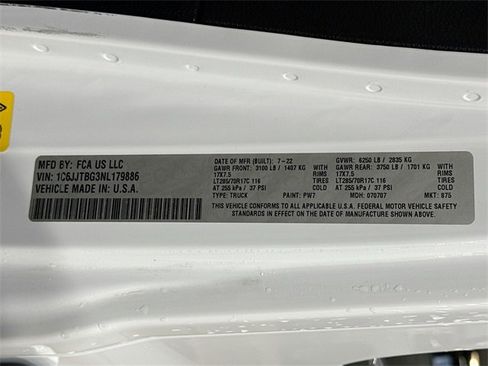 MFD BY: FCA US LLC
VIN: 1C6JJTBG3NL179886
VEHICLE MADE IN: U.S.A.
DATE OF MFR (BUILT): 7-22 GVWR: 6250 LB / 2835 KG
GAWR FRONT: 3100 LB / 1407 KG GAWR REAR: 3750 LB / 1701 KG
17X7.5 RIMS 17X7.5 RIMS
LT285/70R17C 116 TIRES LT285/70R17C 116 TIRES
AT 255 kPa / 37 PSI AT 255 kPa / 37 PSI
TYPE: TRUCK PAINT: PW7 MDH: 070707 MKT: 875
THIS VEHICLE CONFORMS TO ALL APPLICABLE U.S.A. FEDERAL MOTOR VEHICLE SAFETY
STANDARDS IN EFFECT ON THE DATE OF MANUFACTURE SHOWN ABOVE